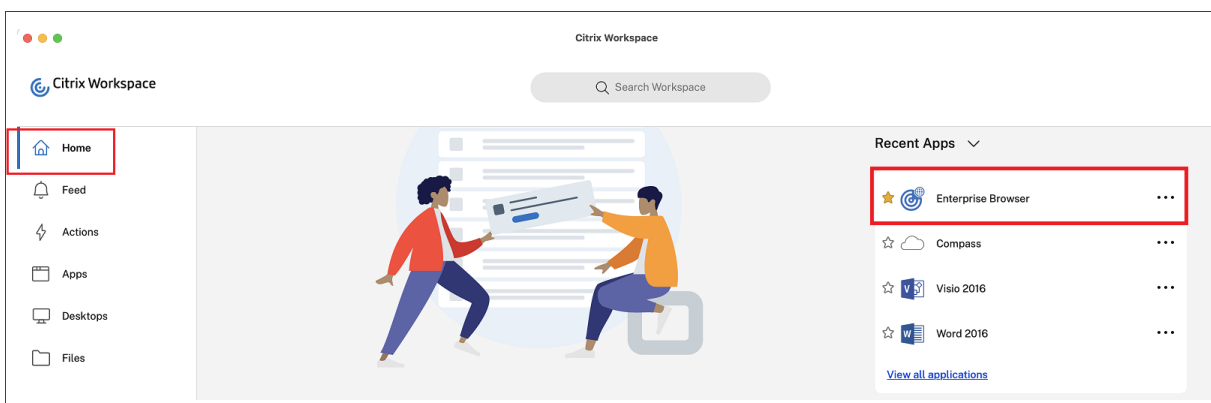 Citrix Workspace
Citrix Workspace
Search Workspace
Home
Feed
Actions
Apps
Desktops
Files
Recent Apps
Enterprise Browser
Compass
Visio 2016
Word 2016
View all applications